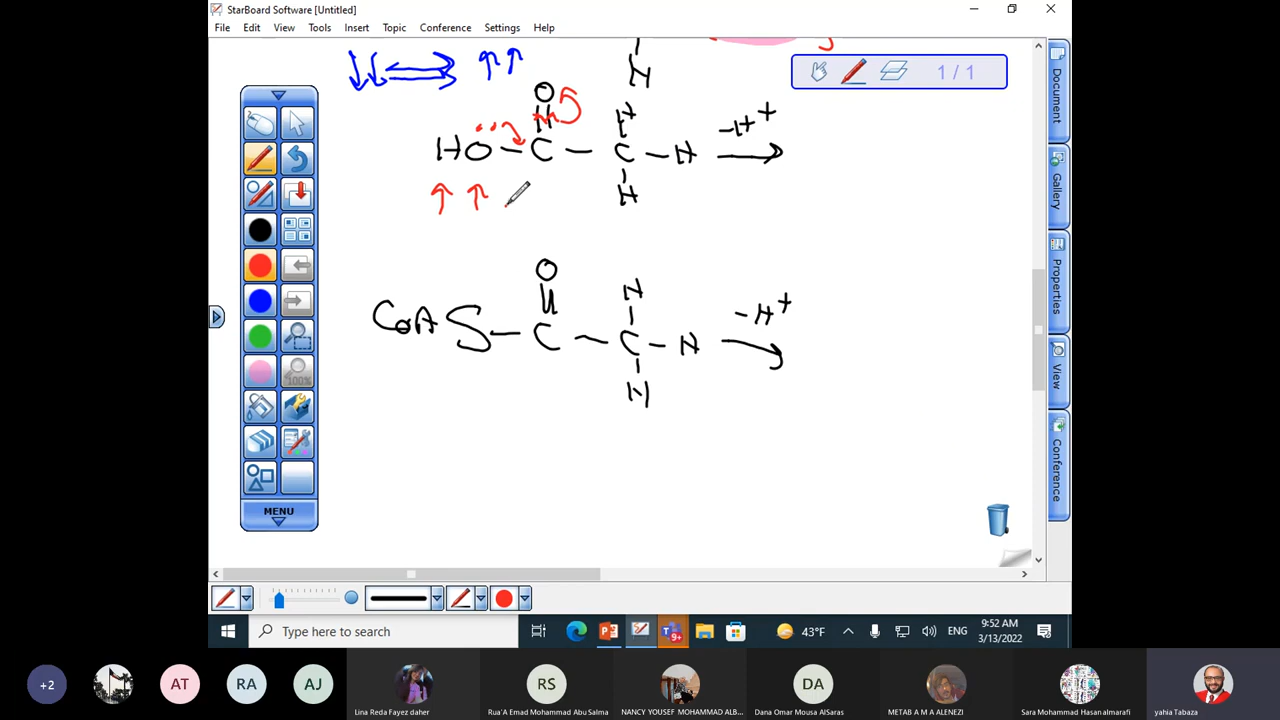 StarBoard Software [Untitled]
File Edit View Tools Insert Topic Conference Settings Help
H
1 / 1
O H
HO - C - C - H -H+
H
O H
CoA S - C - C - H -H+
H
MENU
100%
Document
Gallery
Properties
View
Conference
Type here to search
9+
43°F
ENG
9:52 AM
3/13/2022
+2
AT
RA
AJ
RS
DA
Lina Reda Fayez daher
Rua'A Emad Mohammad Abu Salma
NANCY YOUSEF MOHAMMAD ALB...
Dana Omar Mousa AlSaras
METAB A M A ALENEZI
Sara Mohammad Hasan almarafi
yahia Tabaza